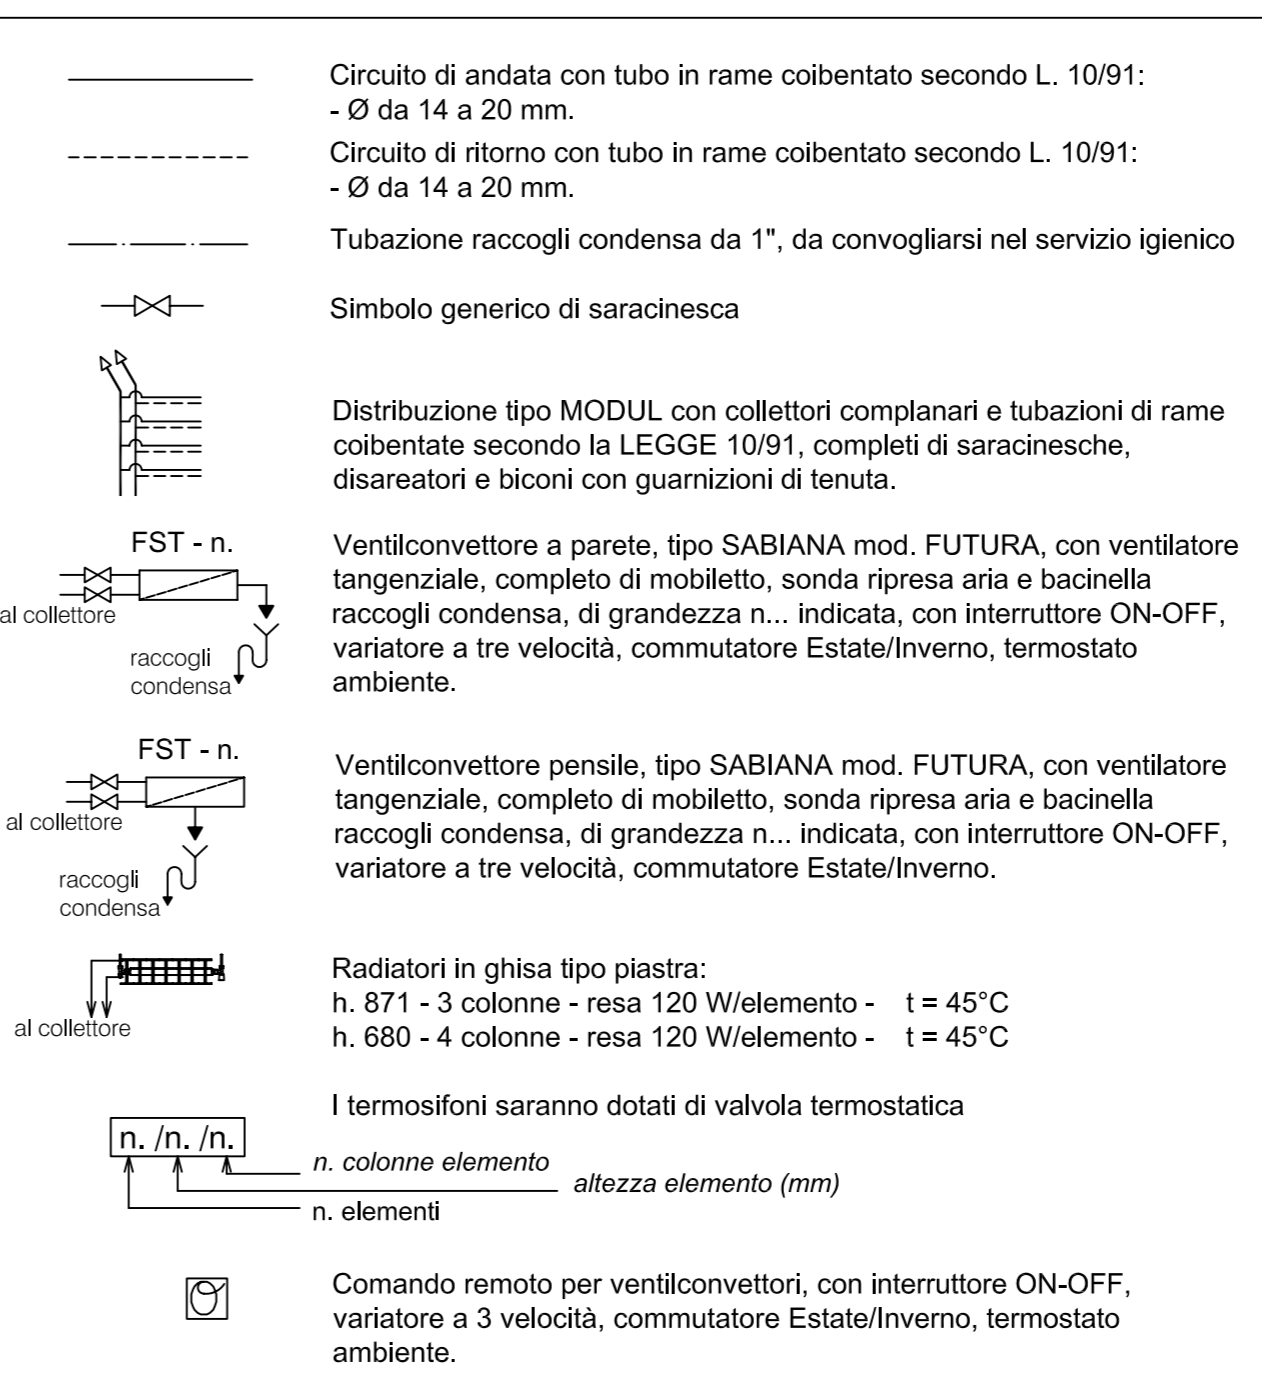 Circuito di andata con tubo in rame coibentato secondo L. 10/91:
- Ø da 14 a 20 mm.
Circuito di ritorno con tubo in rame coibentato secondo L. 10/91:
- Ø da 14 a 20 mm.
Tubazione raccogli condensa da 1", da convogliarsi nel servizio igienico
Simbolo generico di saracinesca
Distribuzione tipo MODUL con collettori complanari e tubazioni di rame
coibentate secondo la LEGGE 10/91, completi di saracinesche,
disareatori e biconi con guarnizioni di tenuta.
FST - n.
al collettore
raccogli
condensa
Ventilconvettore a parete, tipo SABIANA mod. FUTURA, con ventilatore
tangenziale, completo di mobiletto, sonda ripresa aria e bacinella
raccogli condensa, di grandezza n... indicata, con interruttore ON-OFF,
variatore a tre velocità, commutatore Estate/Inverno, termostato
ambiente.
FST - n.
al collettore
raccogli
condensa
Ventilconvettore pensile, tipo SABIANA mod. FUTURA, con ventilatore
tangenziale, completo di mobiletto, sonda ripresa aria e bacinella
raccogli condensa, di grandezza n... indicata, con interruttore ON-OFF,
variatore a tre velocità, commutatore Estate/Inverno.
al collettore
Radiatori in ghisa tipo piastra:
h. 871 - 3 colonne - resa 120 W/elemento - t = 45°C
h. 680 - 4 colonne - resa 120 W/elemento - t = 45°C
I termosifoni saranno dotati di valvola termostatica
n. /n. /n.
n. colonne elemento
altezza elemento (mm)
n. elementi
Comando remoto per ventilconvettori, con interruttore ON-OFF,
variatore a 3 velocità, commutatore Estate/Inverno, termostato
ambiente.